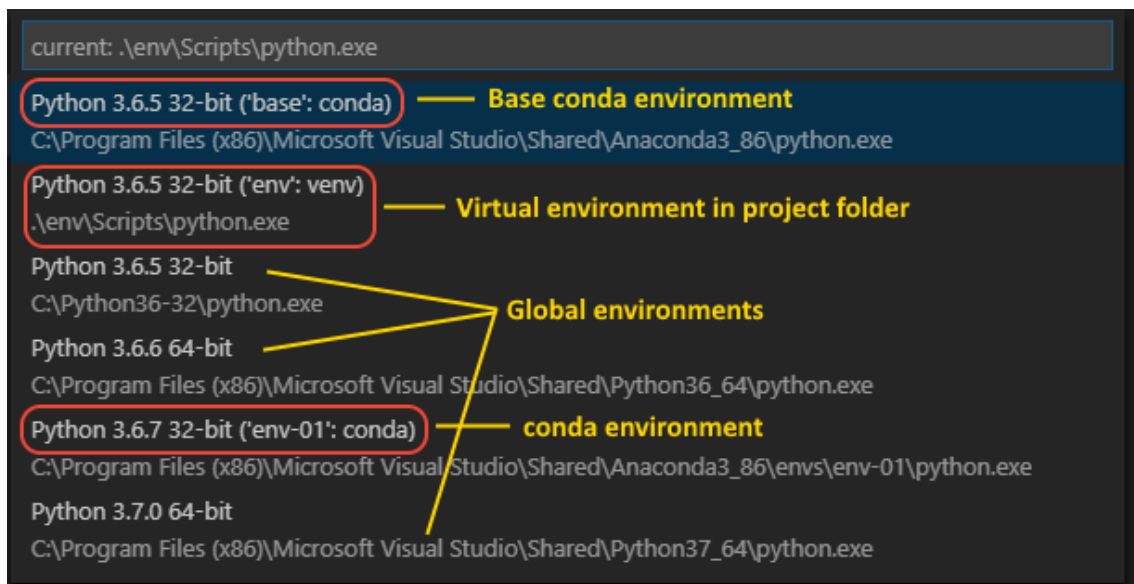 current: .\env\Scripts\python.exe
Python 3.6.5 32-bit ('base': conda) Base conda environment
C:\Program Files (x86)\Microsoft Visual Studio\Shared\Anaconda3_86\python.exe
Python 3.6.5 32-bit ('env': venv)
Virtual environment in project folder
.\env\Scripts\python.exe
Python 3.6.5 32-bit
C:\Python36-32\python.exe
Global environments
Python 3.6.6 64-bit
C:\Program Files (x86)\Microsoft Visual Studio\Shared\Python36_64\python.exe
Python 3.6.7 32-bit ('env-01': conda) conda environment
C:\Program Files (x86)\Microsoft Visual Studio\Shared\Anaconda3_86\envs\env-01\python.exe
Python 3.7.0 64-bit
C:\Program Files (x86)\Microsoft Visual Studio\Shared\Python37_64\python.exe